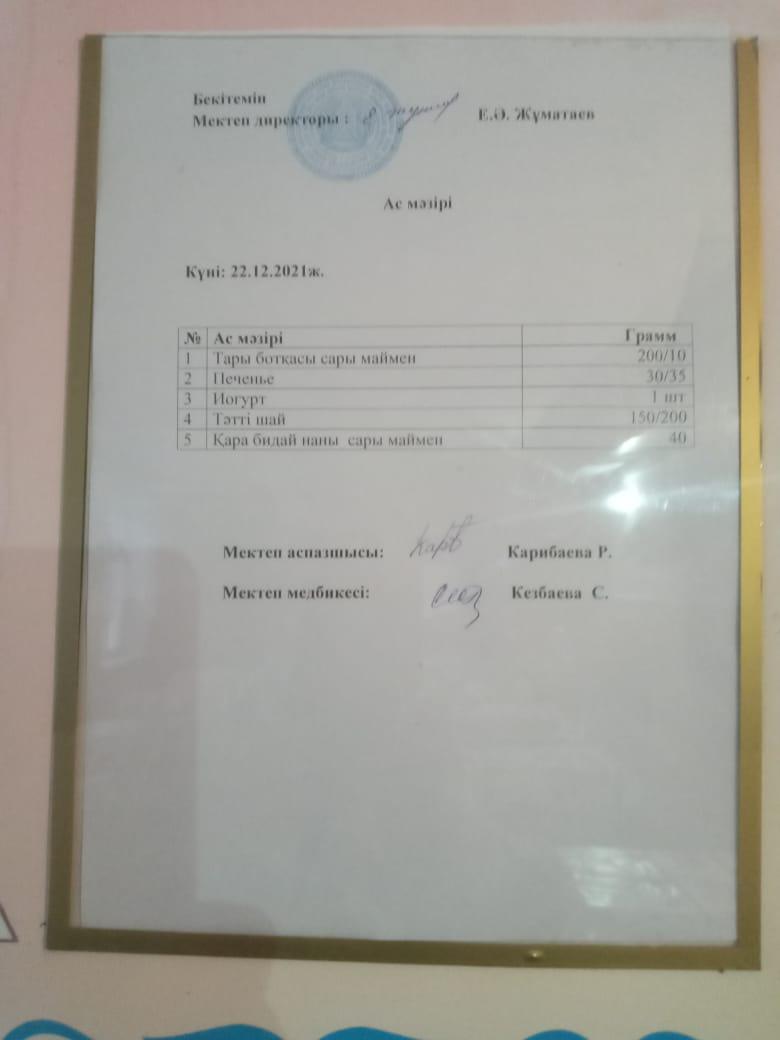 Бекітемін
Мектеп директоры : Е.Ә. Жұматаев
Ас мәзірі
Күні: 22.12.2021ж.
№ Ас мәзірі Грамм
1 Тары ботқасы сары маймен 200/10
2 Печенье 30/35
3 Йогурт 1 шт
4 Тәтті шай 150/200
5 Қара бидай наны сары маймен 40
Мектеп аспазшысы: Карибаева Р.
Мектеп медбикесі: Кезбаева С.